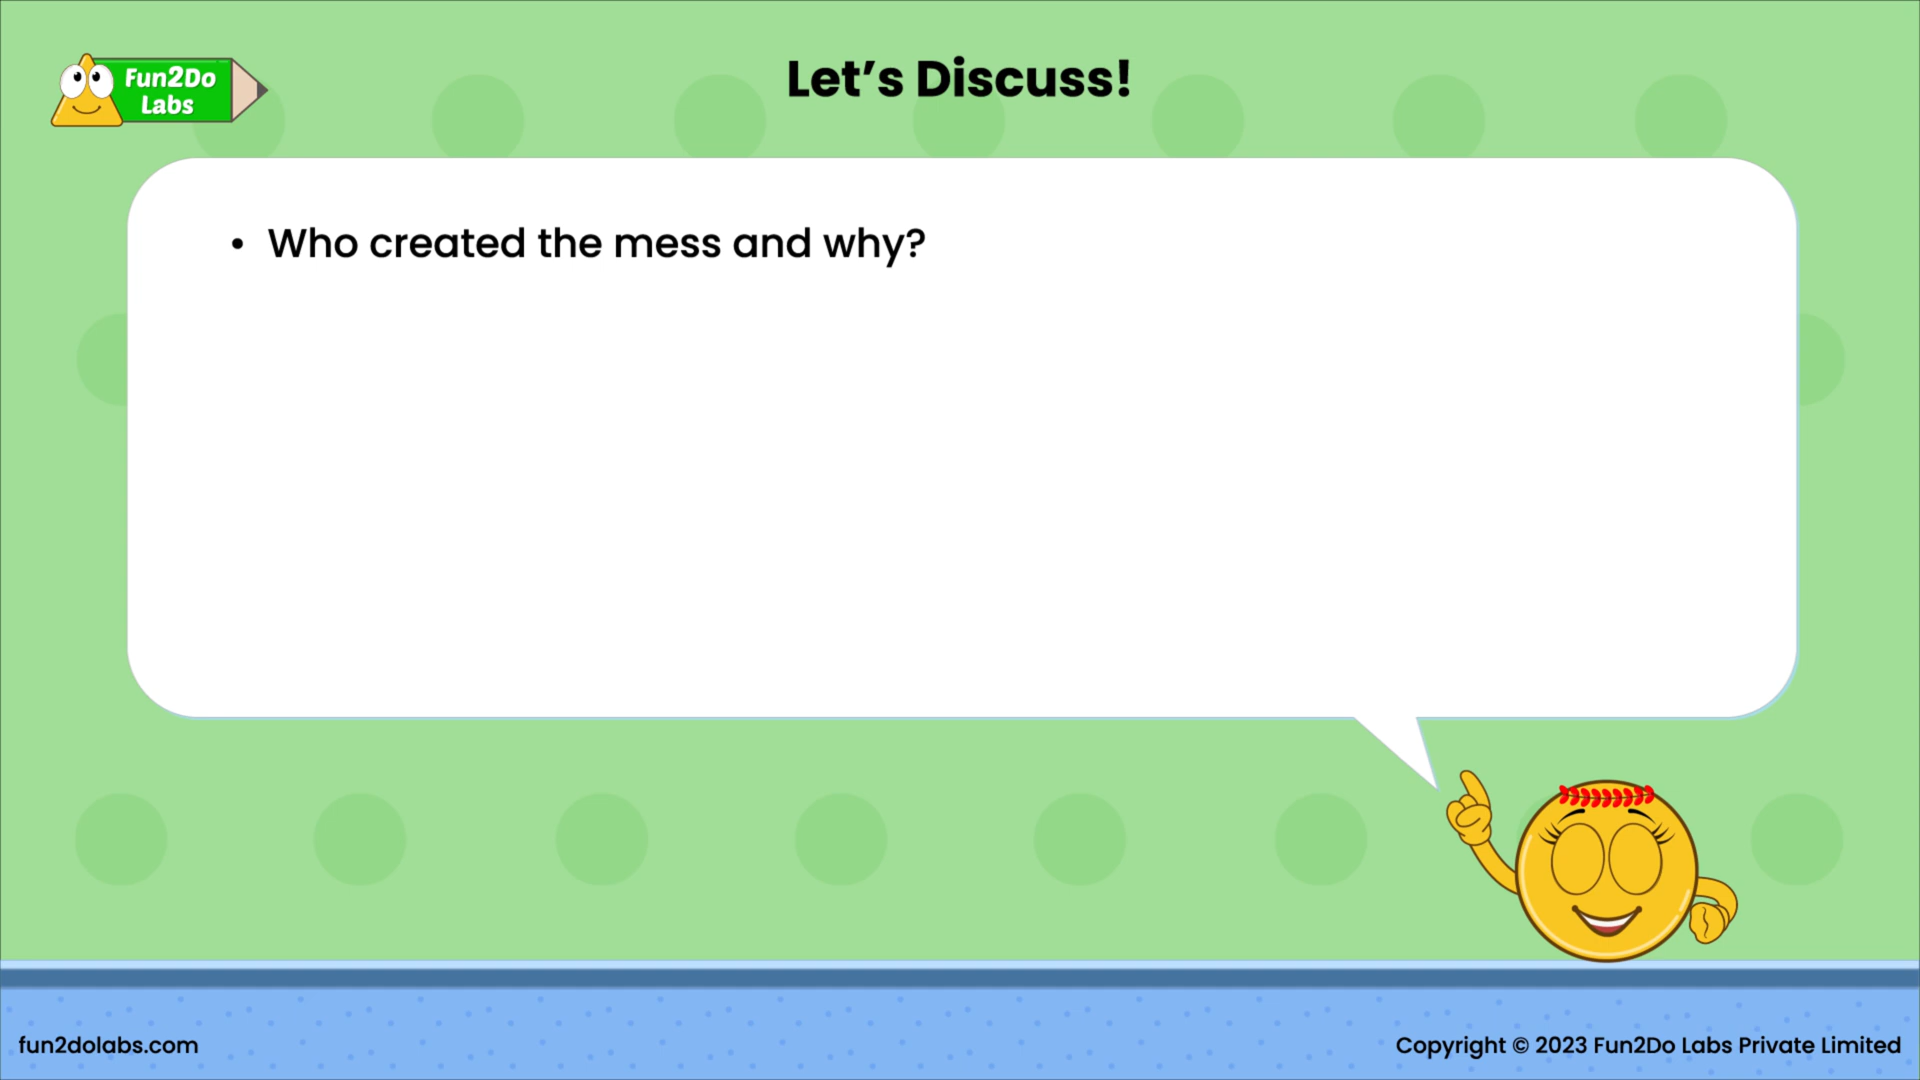 Fun2Do
Labs
Let’s Discuss!
• Who created the mess and why?
fun2dolabs.com
Copyright © 2023 Fun2Do Labs Private Limited